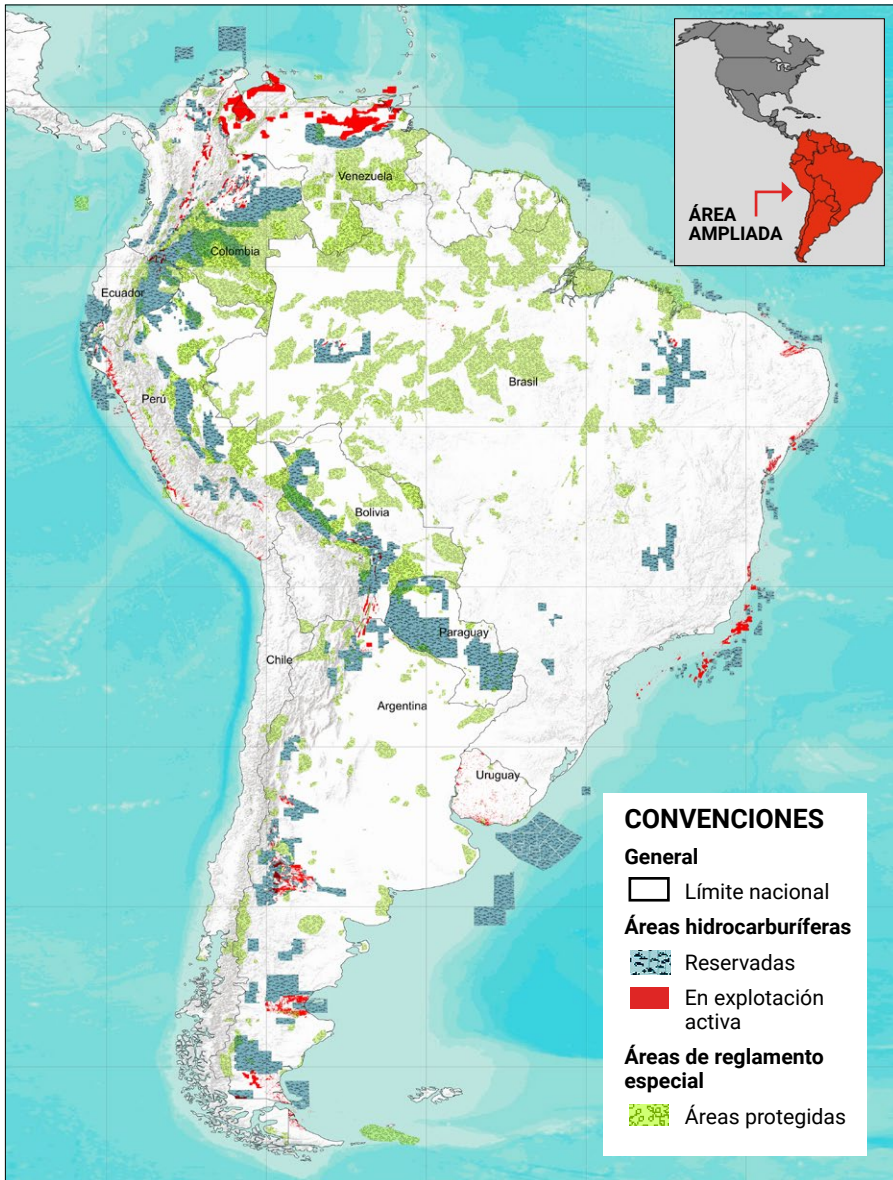 ÁREA
AMPLIADA
Venezuela
Colombia
Ecuador
Brasil
Perú
Bolivia
Paraguay
Chile
Argentina
Uruguay
CONVENCIONES
General
Límite nacional
Áreas hidrocarburíferas
Reservadas
En explotación
activa
Áreas de reglamento
especial
Áreas protegidas